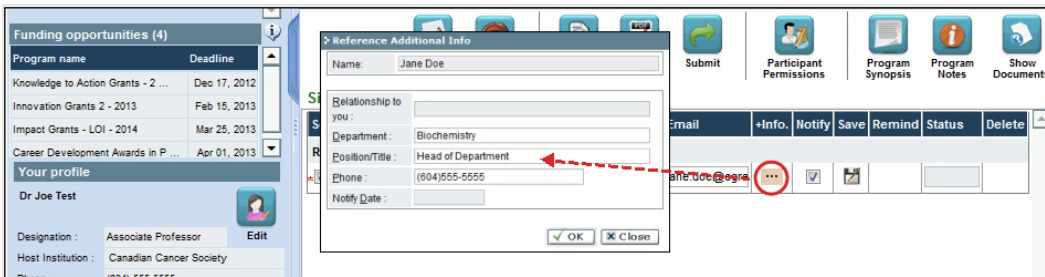 Funding opportunities (4)
Program name Deadline
Knowledge to Action Grants - 2 ... Dec 17, 2012
Innovation Grants 2 - 2013 Feb 15, 2013
Impact Grants - LOI - 2014 Mar 25, 2013
Career Development Awards in P ... Apr 01, 2013
Your profile
Dr Joe Test
Edit
Designation : Associate Professor
Host Institution : Canadian Cancer Society
Reference Additional Info
Name: Jane Doe
Relationship to
you :
Department : Biochemistry
Position/Title : Head of Department
Phone : (604)555-5555
Notify Date :
OK Close
PDF
Submit
Participant
Permissions
Program
Synopsis
Program
Notes
Show
Document
Email +Info. Notify Save Remind Status Delete
...